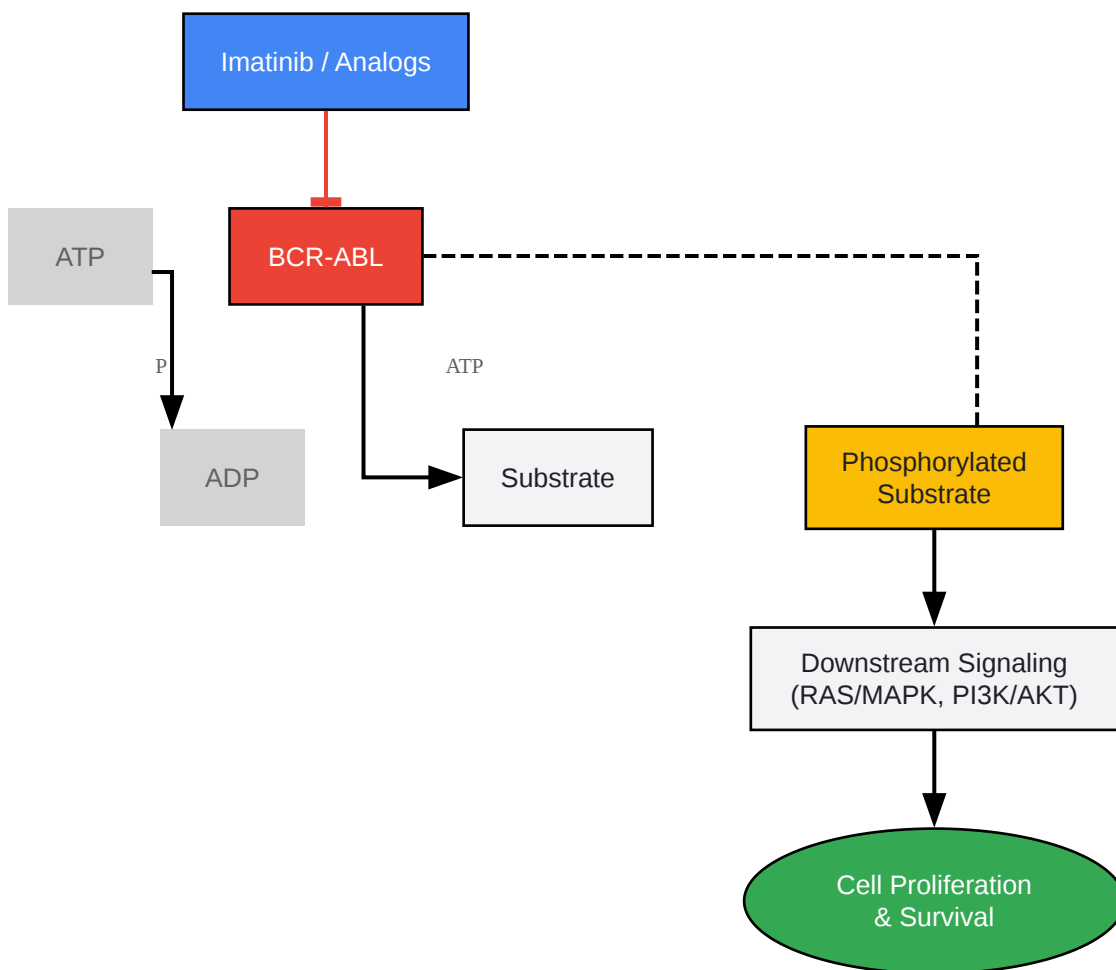 Imatinib / Analogs
ATP
BCR-ABL
P
ATP
ADP
Substrate
Phosphorylated
Substrate
Downstream Signaling
(RAS/MAPK, PI3K/AKT)
Cell Proliferation
& Survival